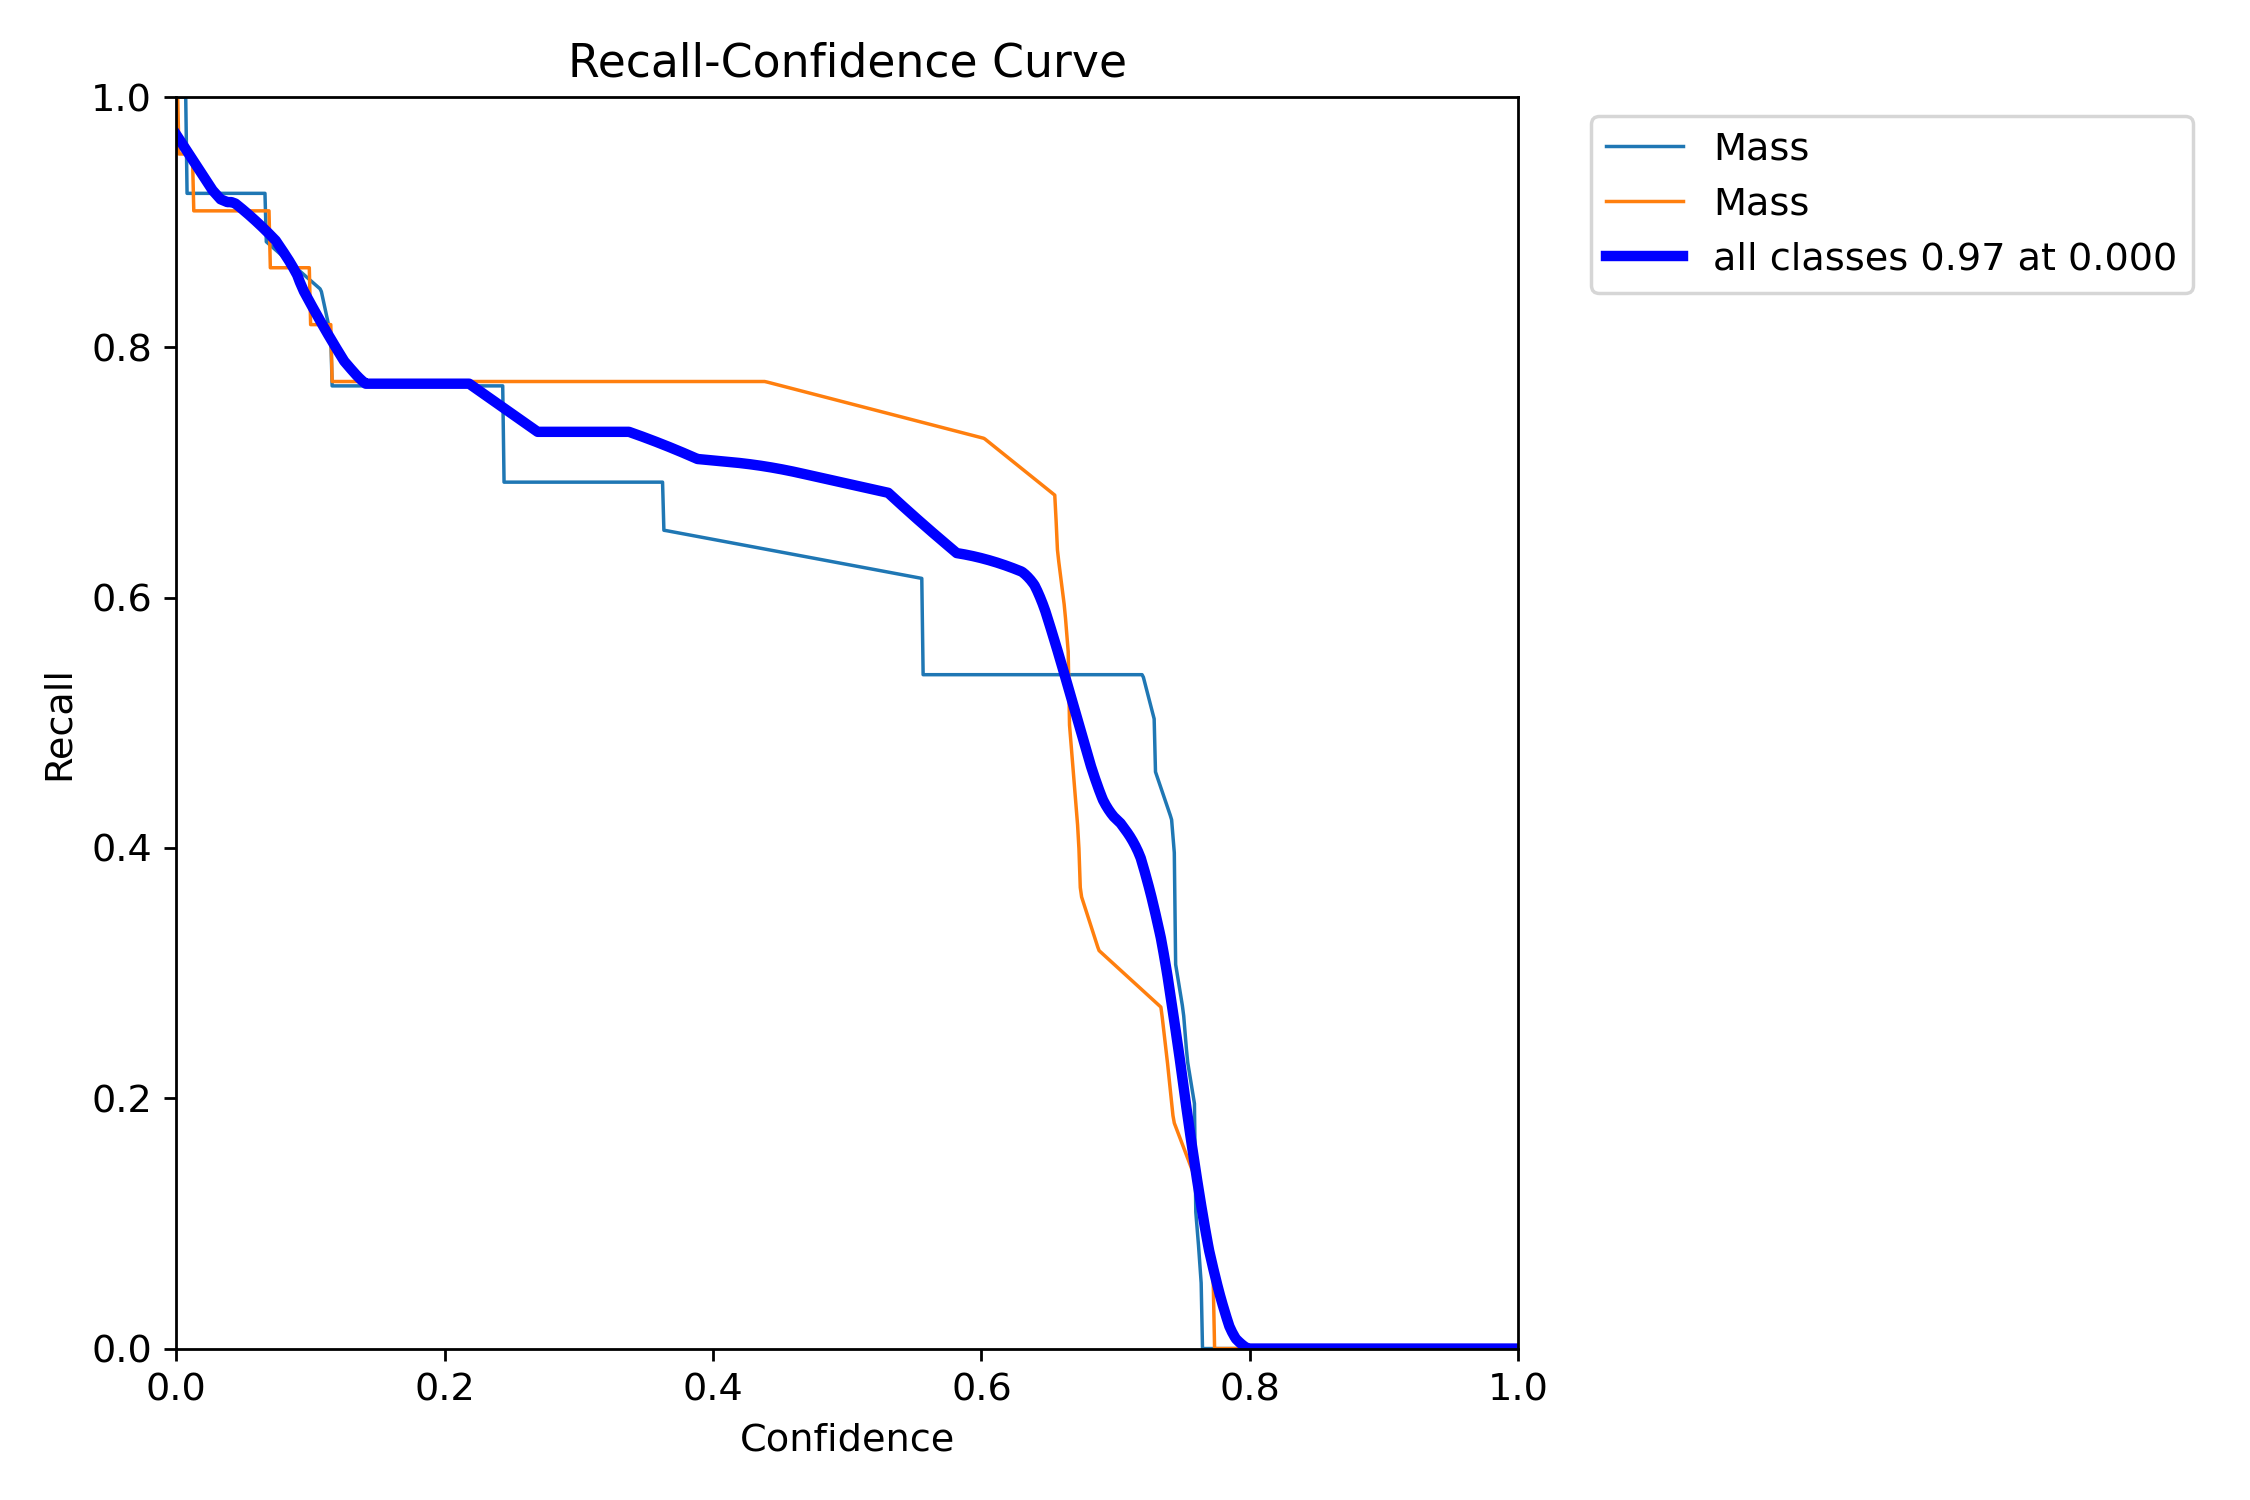 Recall-Confidence Curve
1.0
0.8
0.6
0.4
0.2
0.0
Recall
0.0 0.2 0.4 0.6 0.8 1.0
Confidence
Mass
Mass
all classes 0.97 at 0.000